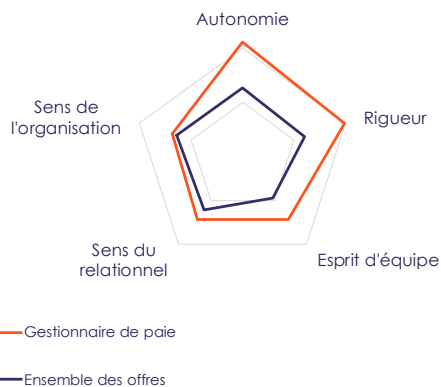 Autonomie
Sens de
l'organisation
Rigueur
Sens du
relationnel
Esprit d'équipe
Gestionnaire de paie
Ensemble des offres